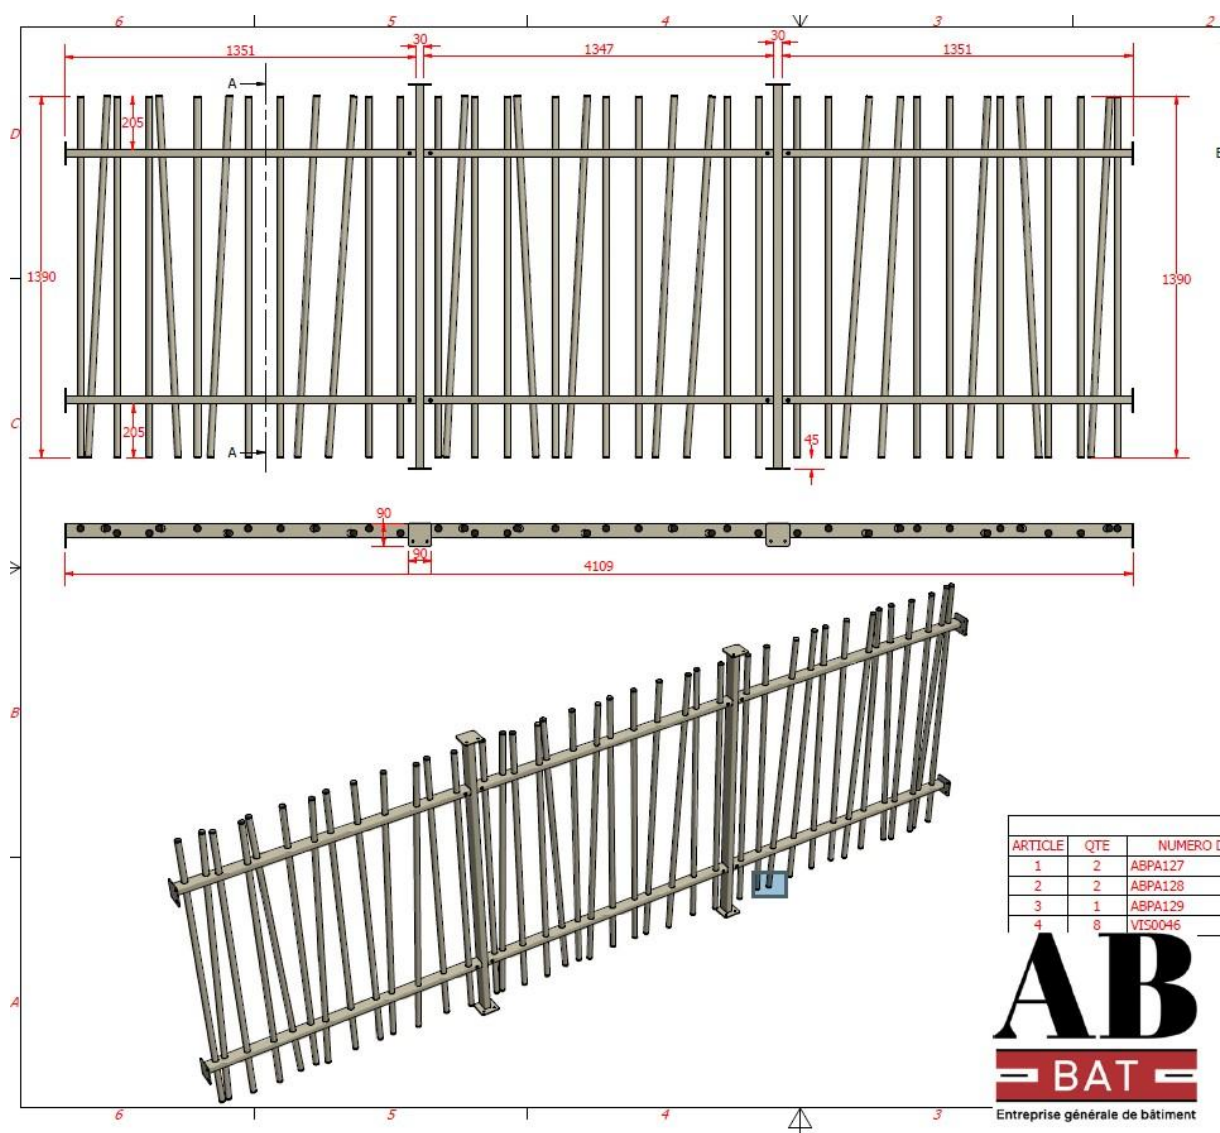 6 5 4 3 2
30 30
1351 1347 1351
A
205
D
1390 1390
C
205
A
45
90
90
4109
B
ARTICLE QTE NUMERO D
1 2 ABPA127
2 2 ABPA128
3 1 ABPA129
4 8 VIS0046
AB
A
BAT
Entreprise générale de bâtiment
6 5 4 3